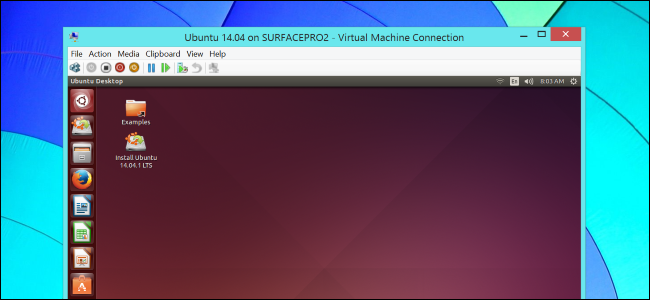 Ubuntu 14.04 on SURFACEPRO2 - Virtual Machine Connection
File Action Media Clipboard View Help
Ubuntu Desktop En 8:03 AM
Examples
Install Ubuntu
14.04.1 LTS